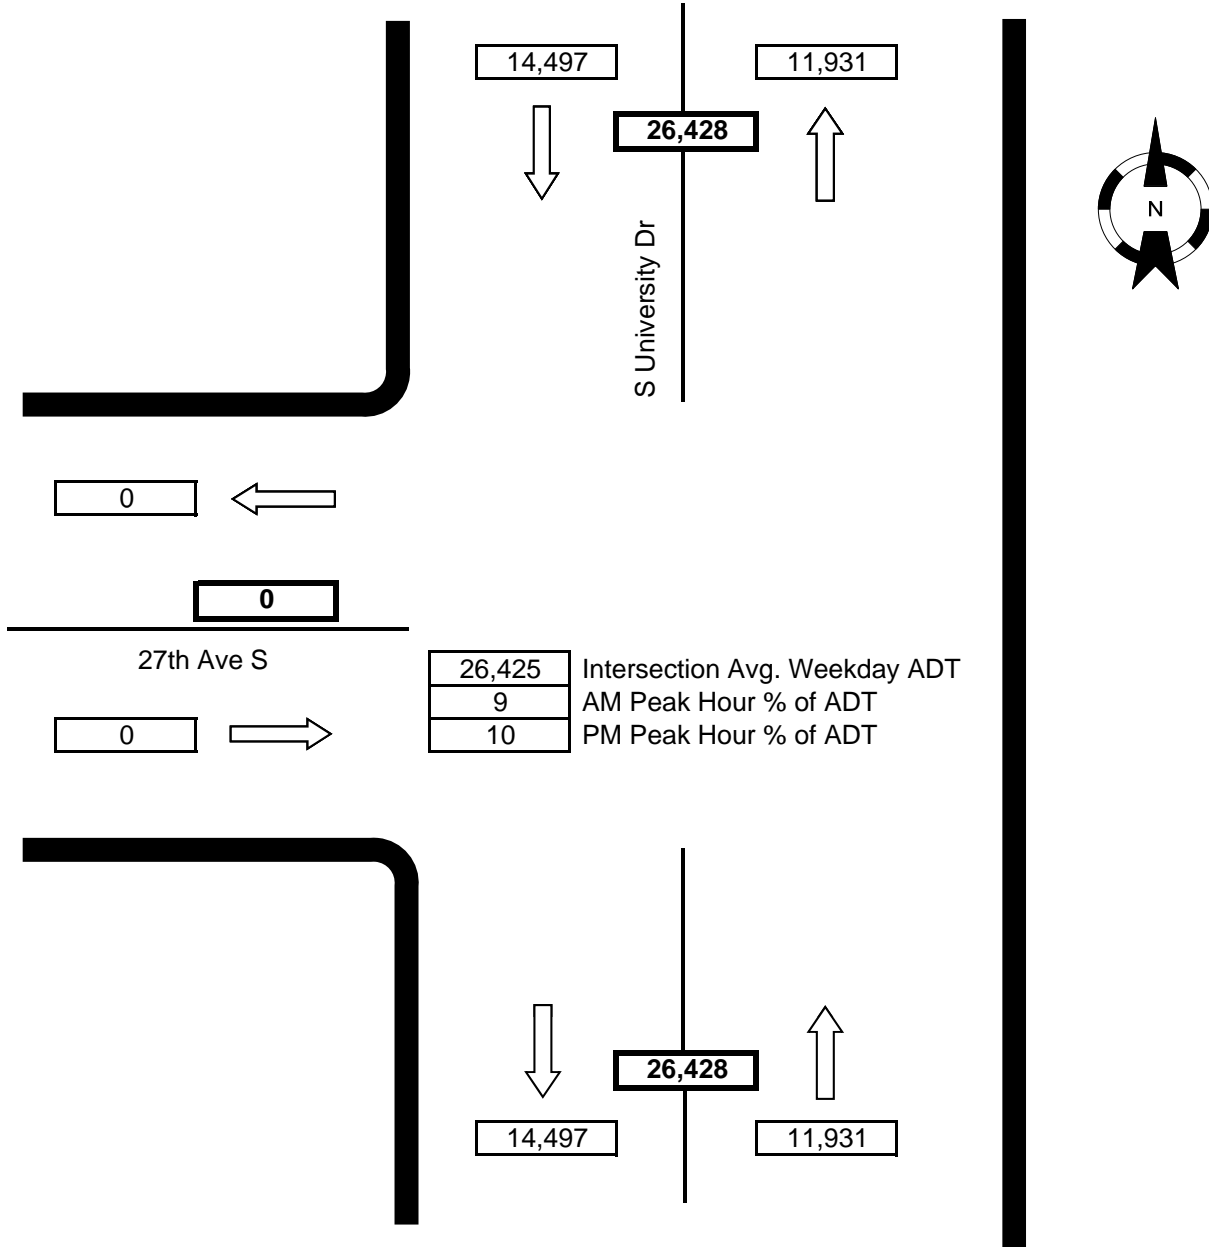 14,497
11,931
26,428
S University Dr
N
0
0
27th Ave S
26,425 Intersection Avg. Weekday ADT
9 AM Peak Hour % of ADT
10 PM Peak Hour % of ADT
0
26,428
14,497
11,931